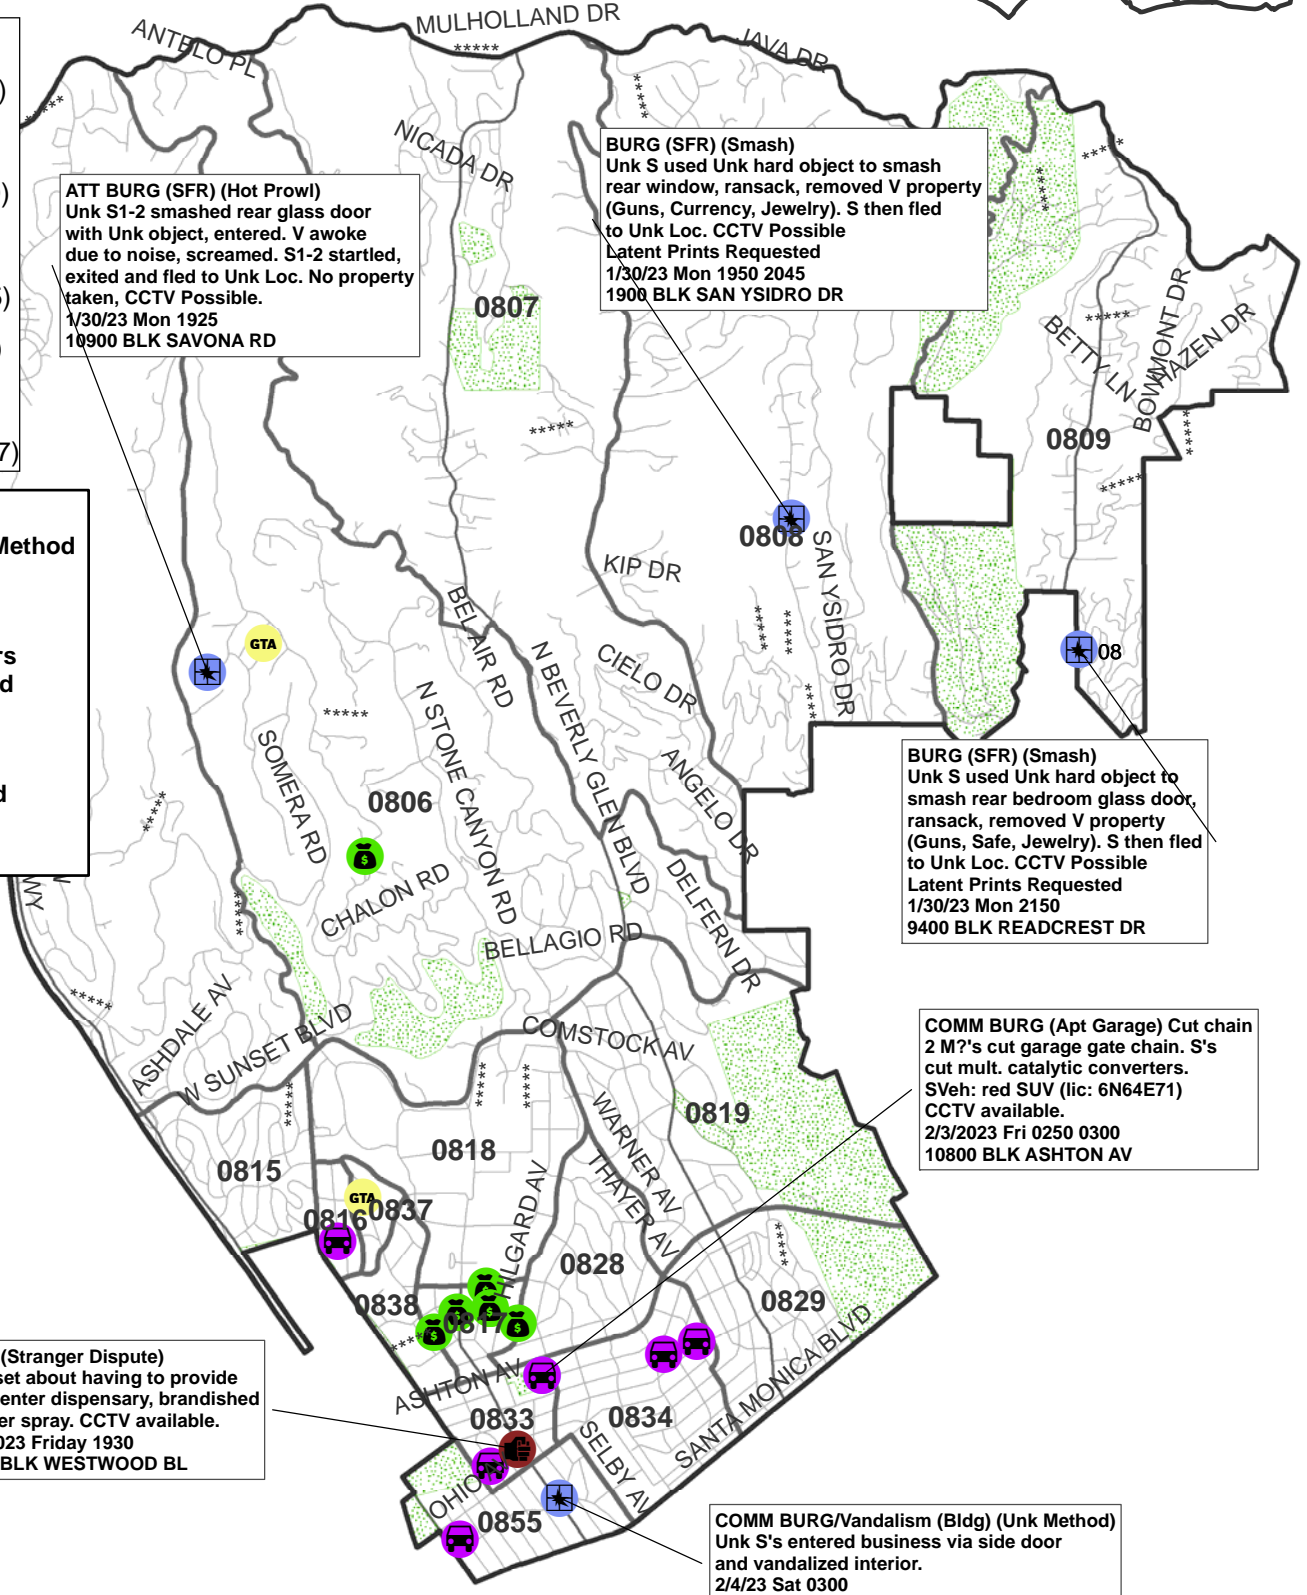 MULHOLLAND DR
ANTELO PL
JAVA DR
*****
*****
*****
)
NICADA DR
*****
*****
ATT BURG (SFR) (Hot Prowl)
Unk S1-2 smashed rear glass door
with Unk object, entered. V awoke
due to noise, screamed. S1-2 startled,
exited and fled to Unk Loc. No property
taken, CCTV Possible.
1/30/23 Mon 1925
10900 BLK SAVONA RD
BURG (SFR) (Smash)
Unk S used Unk hard object to smash
rear window, ransack, removed V property
(Guns, Currency, Jewelry). S then fled
to Unk Loc. CCTV Possible
Latent Prints Requested
1/30/23 Mon 1950 2045
1900 BLK SAN YSIDRO DR
)
)
)
7)
0807
BETTY LN
BOWMONT DR
HAZEN DR
*****
*****
*****
0809
*****
Method
rs
d
d
0808
SAN YSIDRO DR
KIP DR
BEL AIR RD
N BEVERLY GLEN BLVD
CIELO DR
*****
*****
*****
GTA
08
*****
SOMERA RD
N STONE CANYON RD
ANGELO DR
0806
*****
$
CHALON RD
DELFERN DR
BELLAGIO RD
WY
*****
BURG (SFR) (Smash)
Unk S used Unk hard object to
smash rear bedroom glass door,
ransack, removed V property
(Guns, Safe, Jewelry). S then fled
to Unk Loc. CCTV Possible
Latent Prints Requested
1/30/23 Mon 2150
9400 BLK READCREST DR
*****
ASHDALE AV
W SUNSET BLVD
COMSTOCK AV
COMM BURG (Apt Garage) Cut chain
2 M?'s cut garage gate chain. S's
cut mult. catalytic converters.
SVeh: red SUV (lic: 6N64E71)
CCTV available.
2/3/2023 Fri 0250 0300
10800 BLK ASHTON AV
*****
*****
*****
WARNER AV
THAYER AV
0819
0818
0815
HILGARD AV
GTA
0816
0837
*****
0828
0829
0838
$
$
$
$
$
0817
*****
ASHTON AV
SANTA MONICA BLVD
0833
0834
SELBY AV
(Stranger Dispute)
set about having to provide
enter dispensary, brandished
er spray. CCTV available.
023 Friday 1930
BLK WESTWOOD BL
OHIO
0855
COMM BURG/Vandalism (Bldg) (Unk Method)
Unk S's entered business via side door
and vandalized interior.
2/4/23 Sat 0300